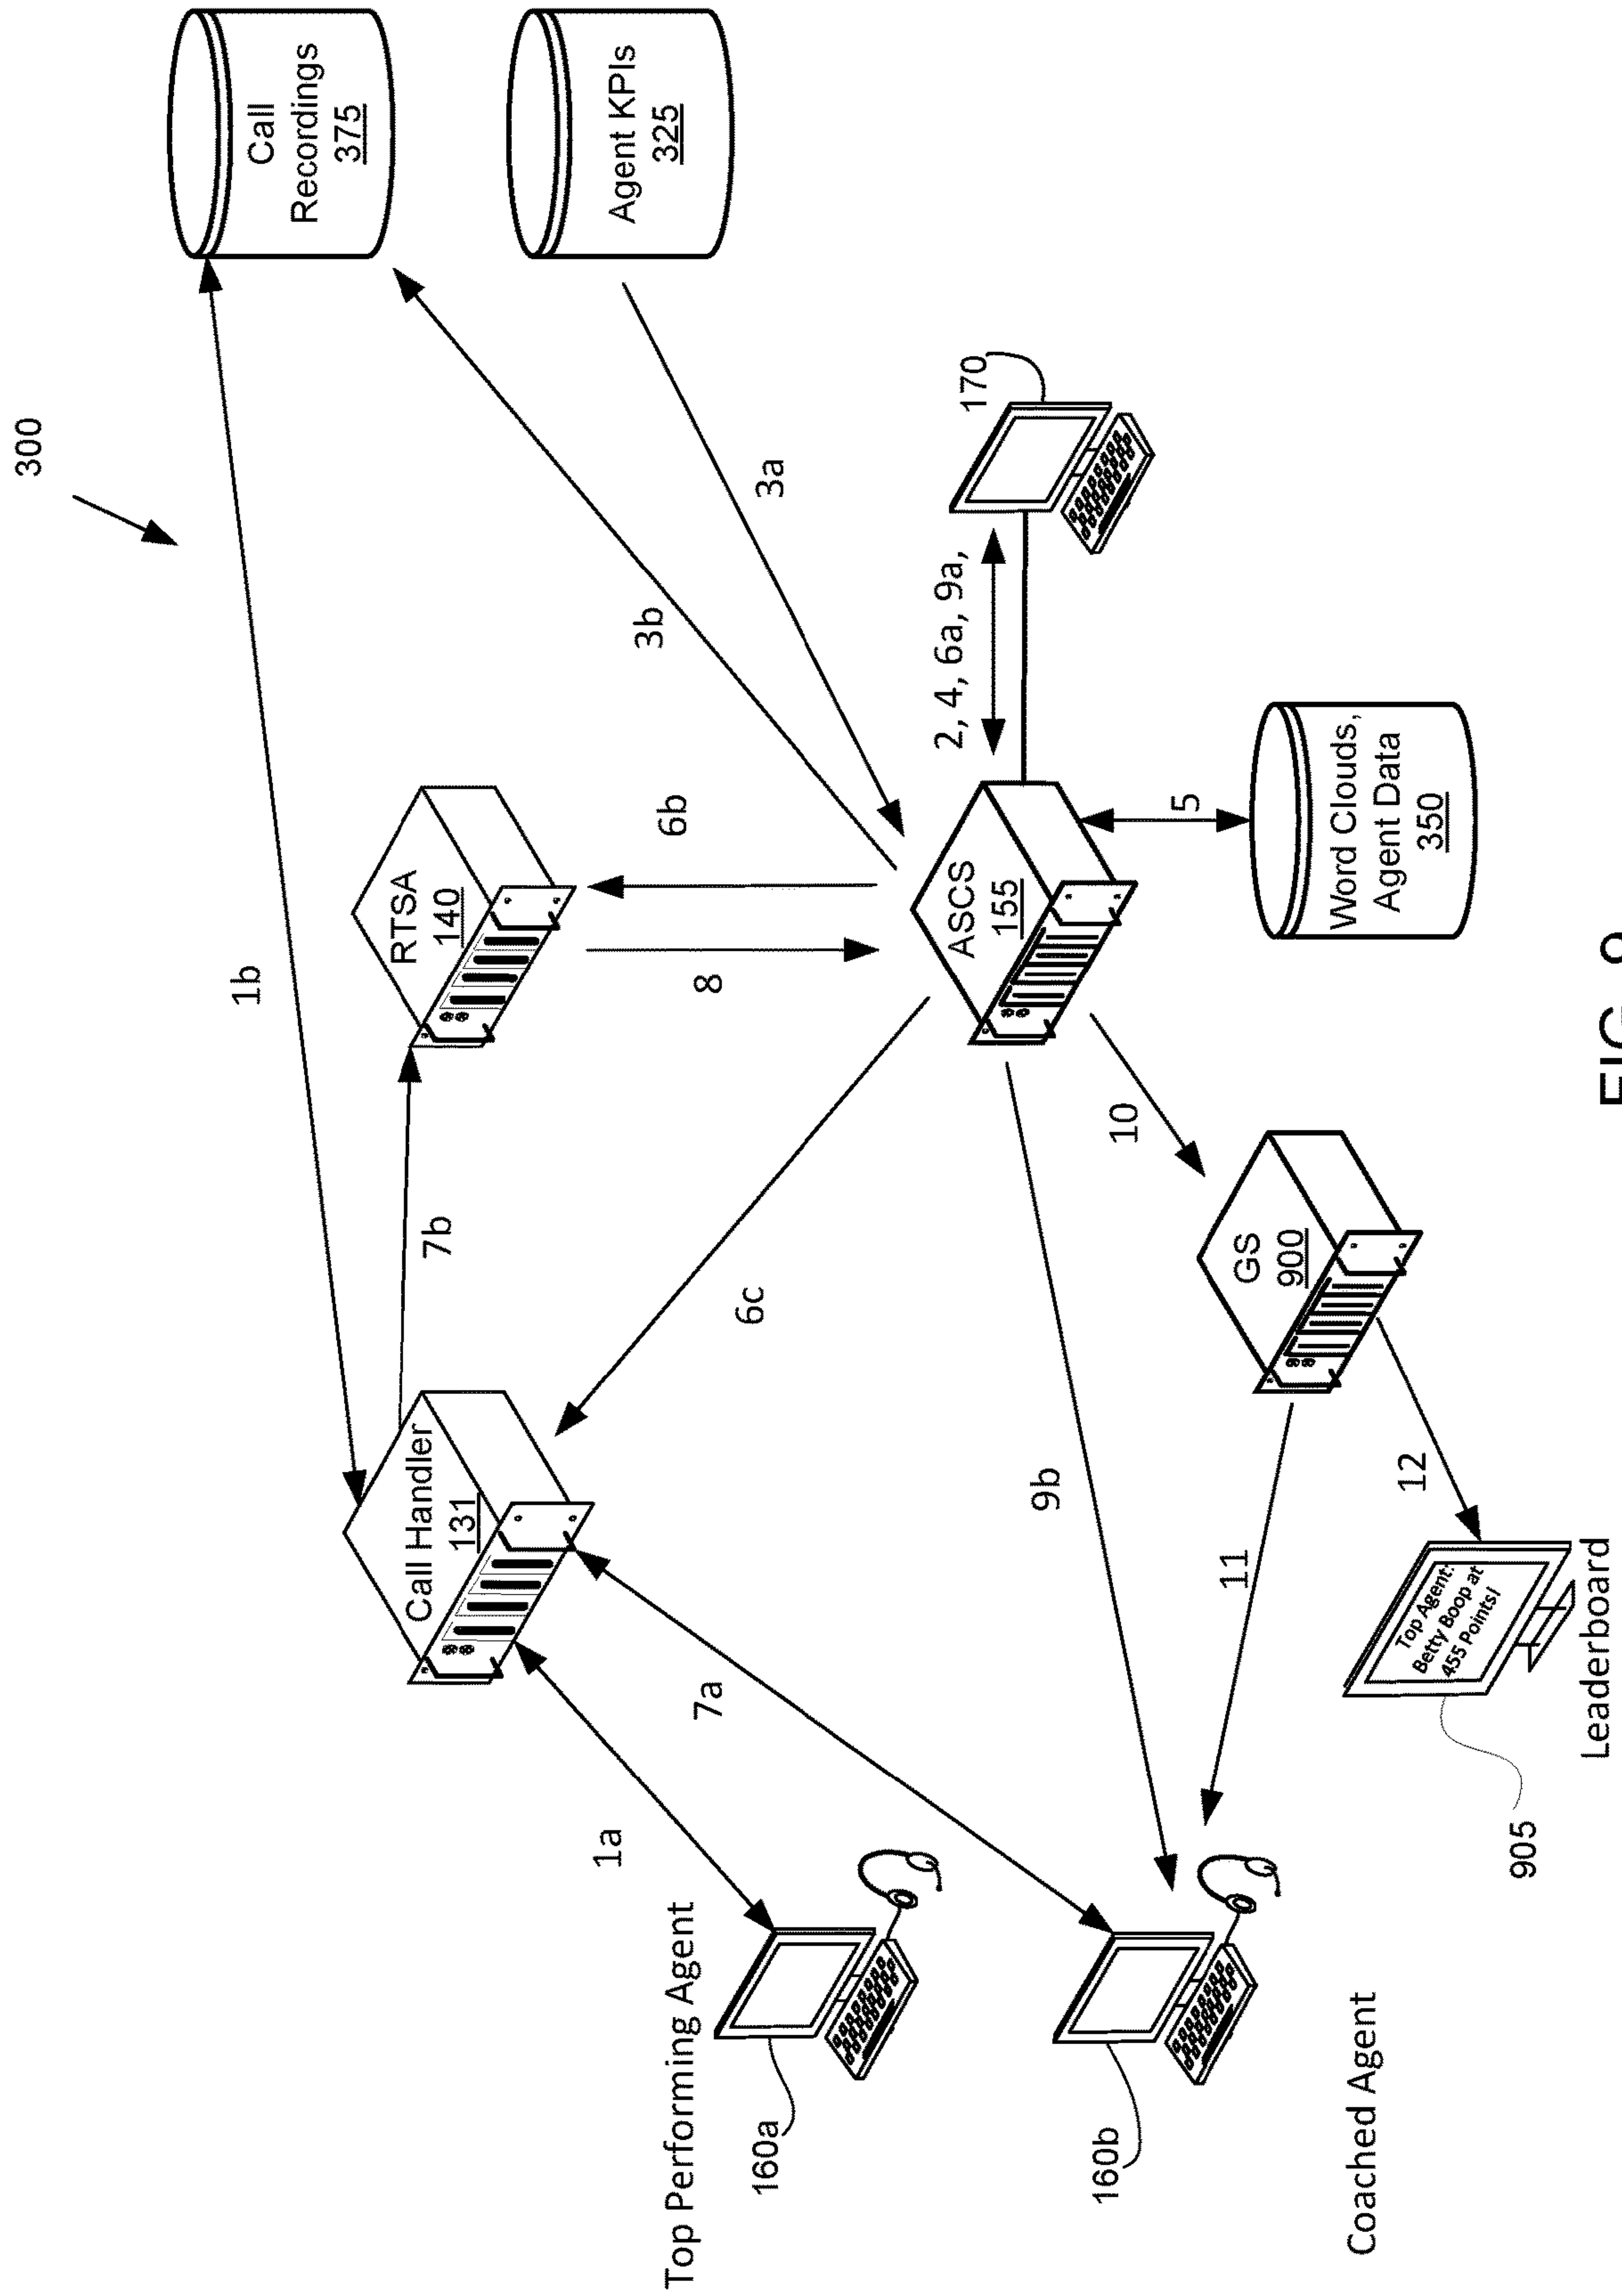 300
1b
Call
Recordings
375
Call Handler
131
RTSA
140
7b
1a
Agent KPIs
325
3b
6b
Top Performing Agent
7a
8
6c
3a
160a
2, 4, 6a, 9a,
170
ASCS
155
9b
160b
10
5
11
GS
900
Word Clouds,
Agent Data
350
Coached Agent
12
Top Agent:
Betty Boop at
455 Points!
905
Leaderboard